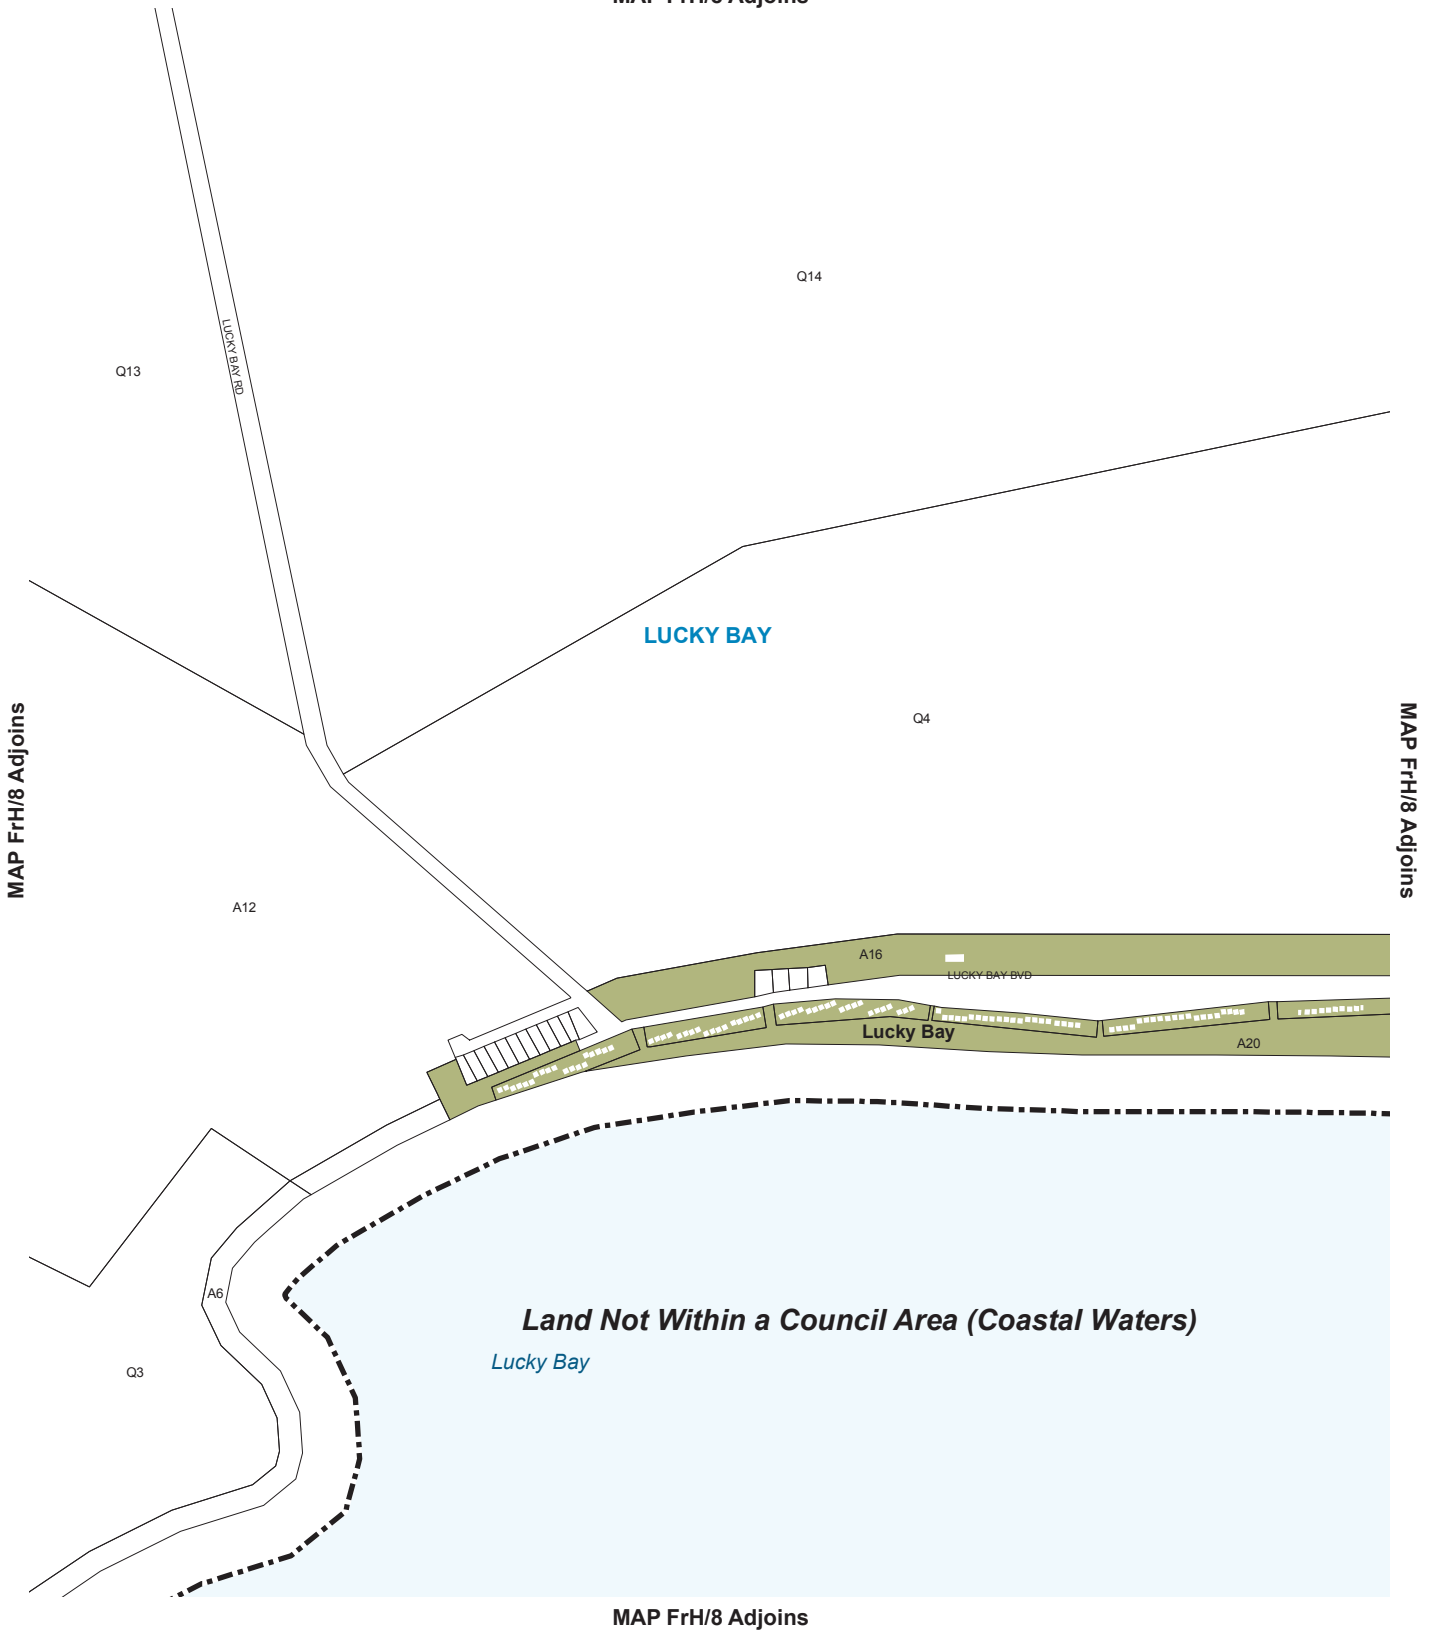 MAP FrH/8 Adjoins
Q14
LUCKY BAY RD
Q13
LUCKY BAY
MAP FrH/8 Adjoins
MAP FrH/8 Adjoins
Q4
A12
A16
LUCKY BAY BVD
Lucky Bay
A20
A6
Land Not Within a Council Area (Coastal Waters)
Lucky Bay
Q3
MAP FrH/8 Adjoins